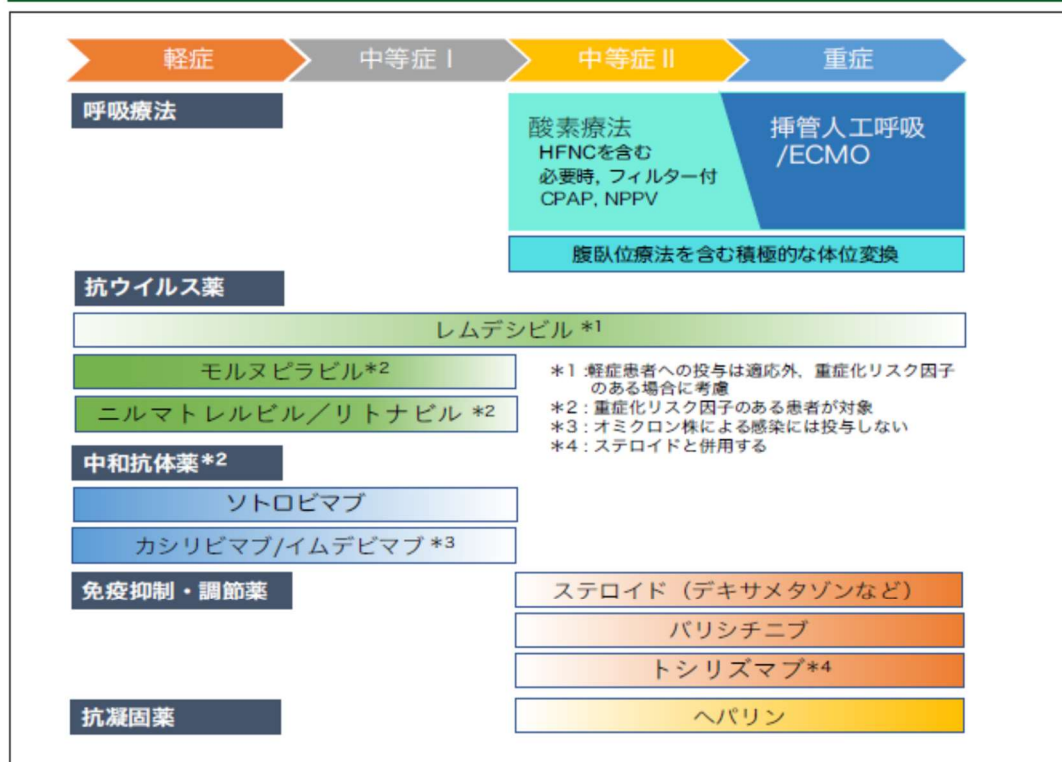 軽症
中等症Ⅰ
中等症Ⅱ
重症
呼吸療法
酸素療法
HFNCを含む
必要時, フィルター付
CPAP, NPPV
挿管人工呼吸
/ECMO
腹臥位療法を含む積極的な体位変換
抗ウイルス薬
レムデシビル *1
モルヌピラビル*2
ニルマトレルビル／リトナビル *2
*1 :軽症患者への投与は適応外, 重症化リスク因子
のある場合に考慮
*2 : 重症化リスク因子のある患者が対象
*3 : オミクロン株による感染には投与しない
*4 : ステロイドと併用する
中和抗体薬*2
ソトロビマブ
カシリビマブ/イムデビマブ *3
免疫抑制・調節薬
ステロイド（デキサメタゾンなど）
バリシチニブ
トシリズマブ*4
抗凝固薬
ヘパリン